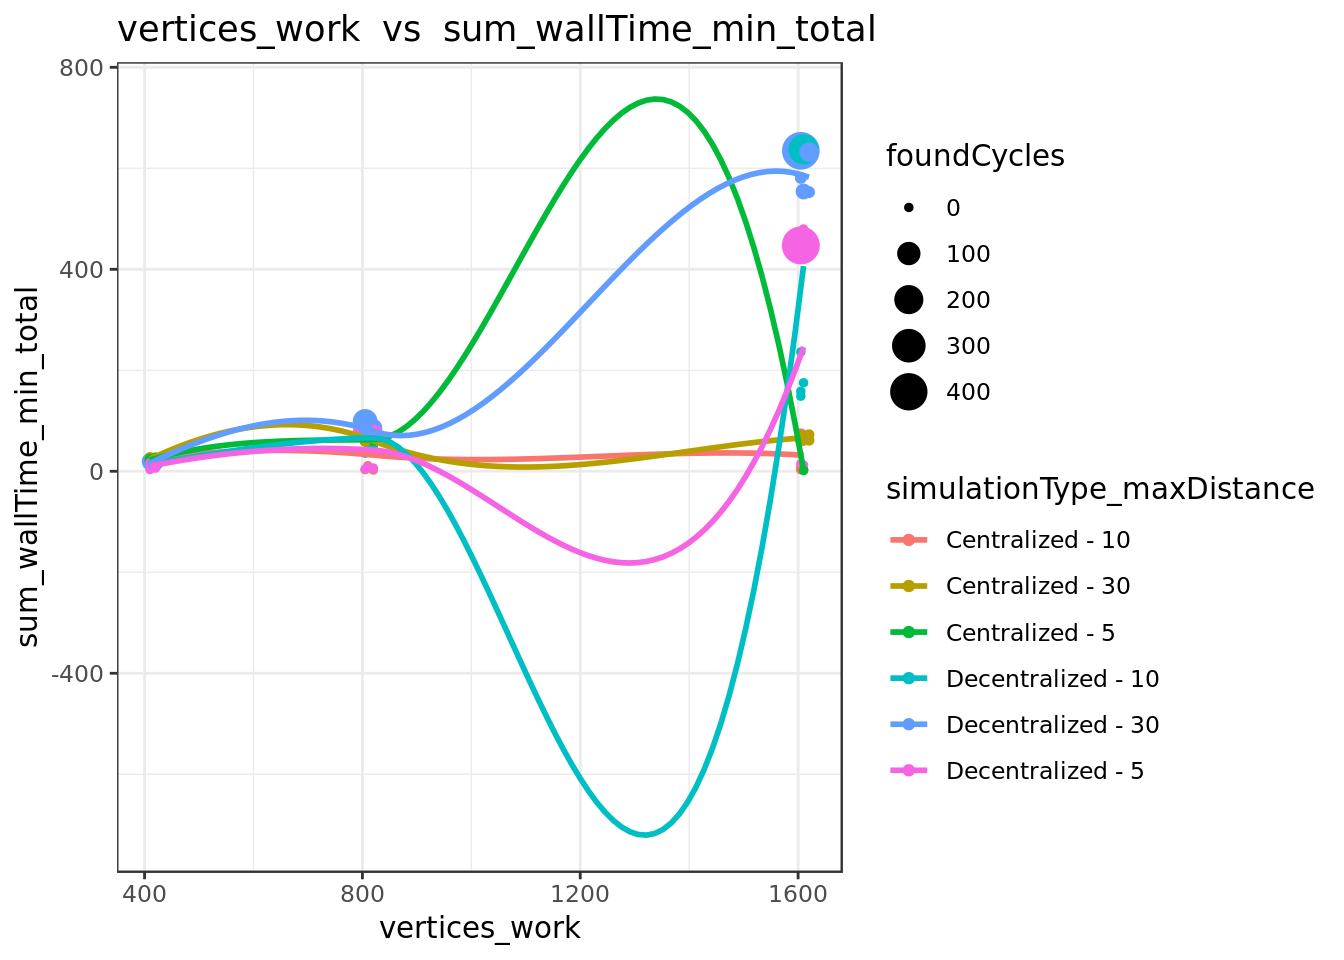 vertices_work vs sum_wallTime_min_total
800
400
0
-400
sum_wallTime_min_total
400
800
1200
1600
vertices_work
foundCycles
0
100
200
300
400
simulationType_maxDistance
Centralized - 10
Centralized - 30
Centralized - 5
Decentralized - 10
Decentralized - 30
Decentralized - 5